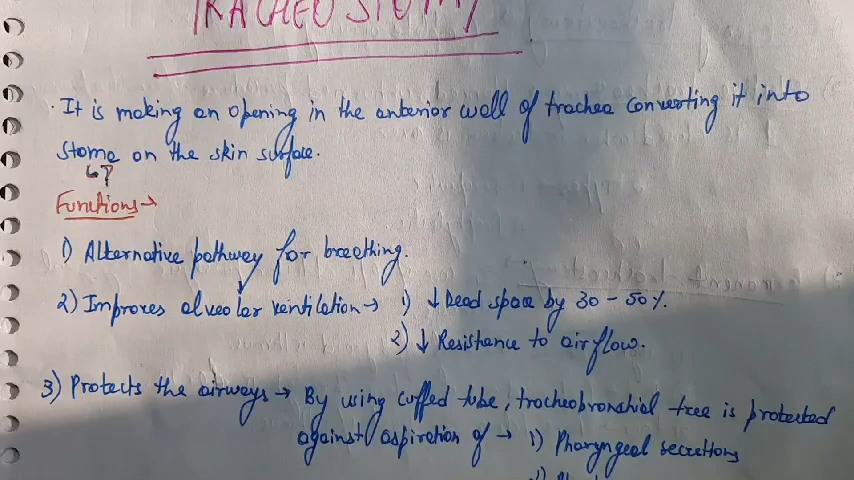 TRACHEOSTOMY
· It is making an opening in the anterior wall of trachea converting it into
stoma on the skin surface.
Functions→
1) Alternative pathway for breathing.
2) Improves alveolar ventilation → 1) ↓ Dead space by 30 - 50%.
2) ↓ Resistance to airflow.
3) Protects the airways → By using cuffed tube, tracheobronchial tree is protected
against aspiration of → 1) Pharyngeal secretions